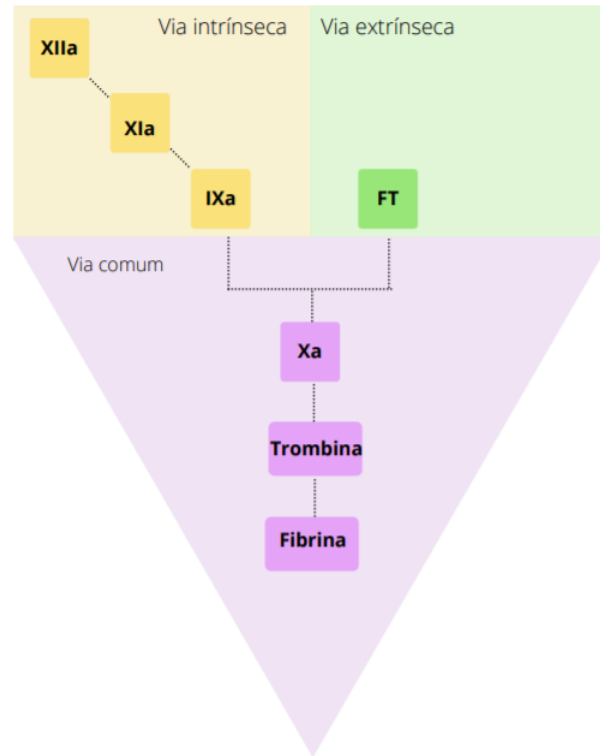 Via intrínseca
Via extrínseca
XIIa
XIa
IXa
FT
Via comum
Xa
Trombina
Fibrina